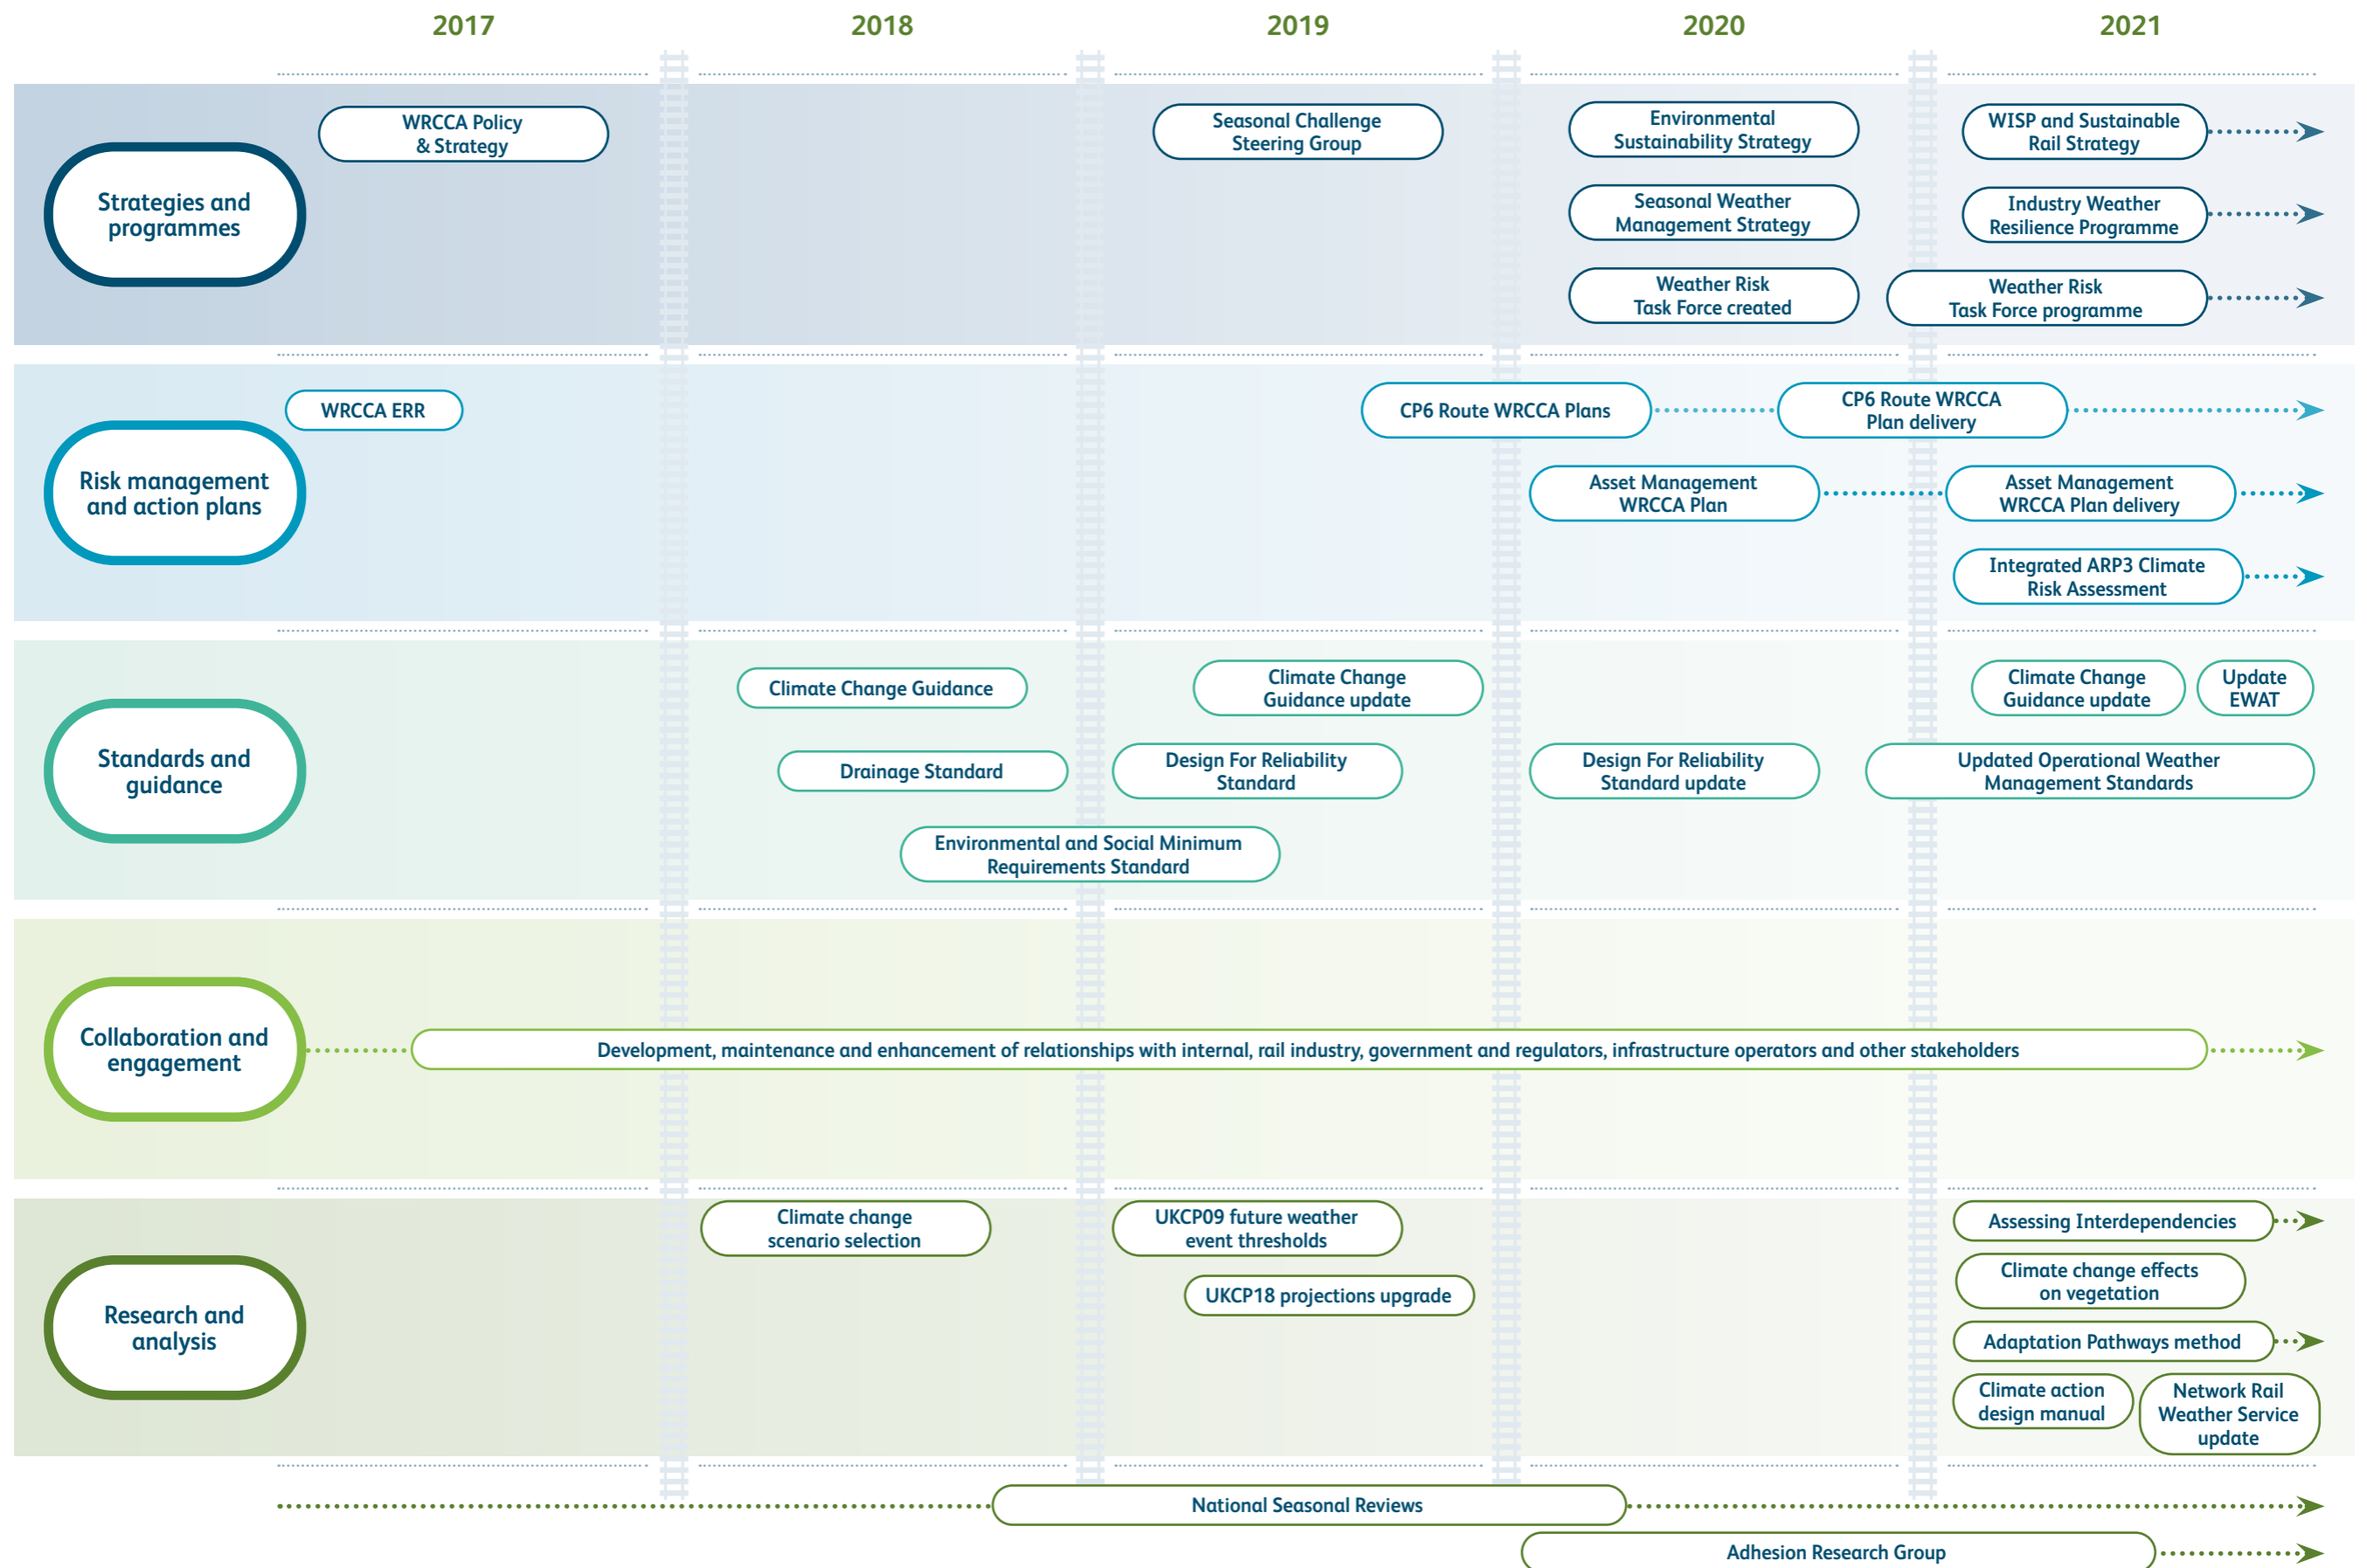 2017
2018
2019
2020
2021
Strategies and
programmes
WRCCA Policy
& Strategy
Seasonal Challenge
Steering Group
Environmental
Sustainability Strategy
WISP and Sustainable
Rail Strategy
Seasonal Weather
Management Strategy
Industry Weather
Resilience Programme
Weather Risk
Task Force created
Weather Risk
Task Force programme
Risk management
and action plans
WRCCA ERR
CP6 Route WRCCA Plans
CP6 Route WRCCA
Plan delivery
Asset Management
WRCCA Plan
Asset Management
WRCCA Plan delivery
Integrated ARP3 Climate
Risk Assessment
Standards and
guidance
Climate Change Guidance
Climate Change
Guidance update
Climate Change
Guidance update
Update
EWAT
Drainage Standard
Design For Reliability
Standard
Design For Reliability
Standard update
Updated Operational Weather
Management Standards
Environmental and Social Minimum
Requirements Standard
Collaboration and
engagement
Development, maintenance and enhancement of relationships with internal, rail industry, government and regulators, infrastructure operators and other stakeholders
Research and
analysis
Climate change
scenario selection
UKCP09 future weather
event thresholds
Assessing Interdependencies
UKCP18 projections upgrade
Climate change effects
on vegetation
Adaptation Pathways method
Climate action
design manual
Network Rail
Weather Service
update
National Seasonal Reviews
Adhesion Research Group